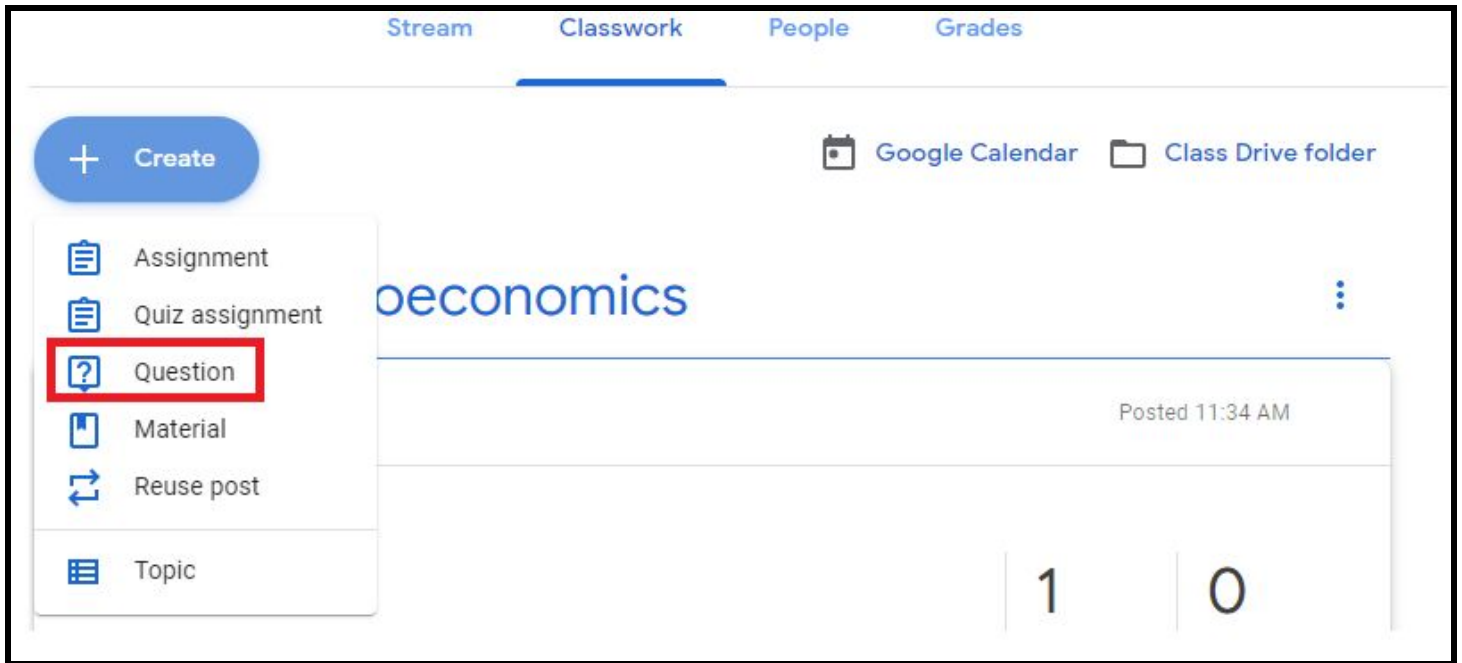 Stream Classwork People Grades
+ Create Google Calendar Class Drive folder
Assignment
oeconomics
Quiz assignment
Question
Posted 11:34 AM
Material
Reuse post
Topic
1 0